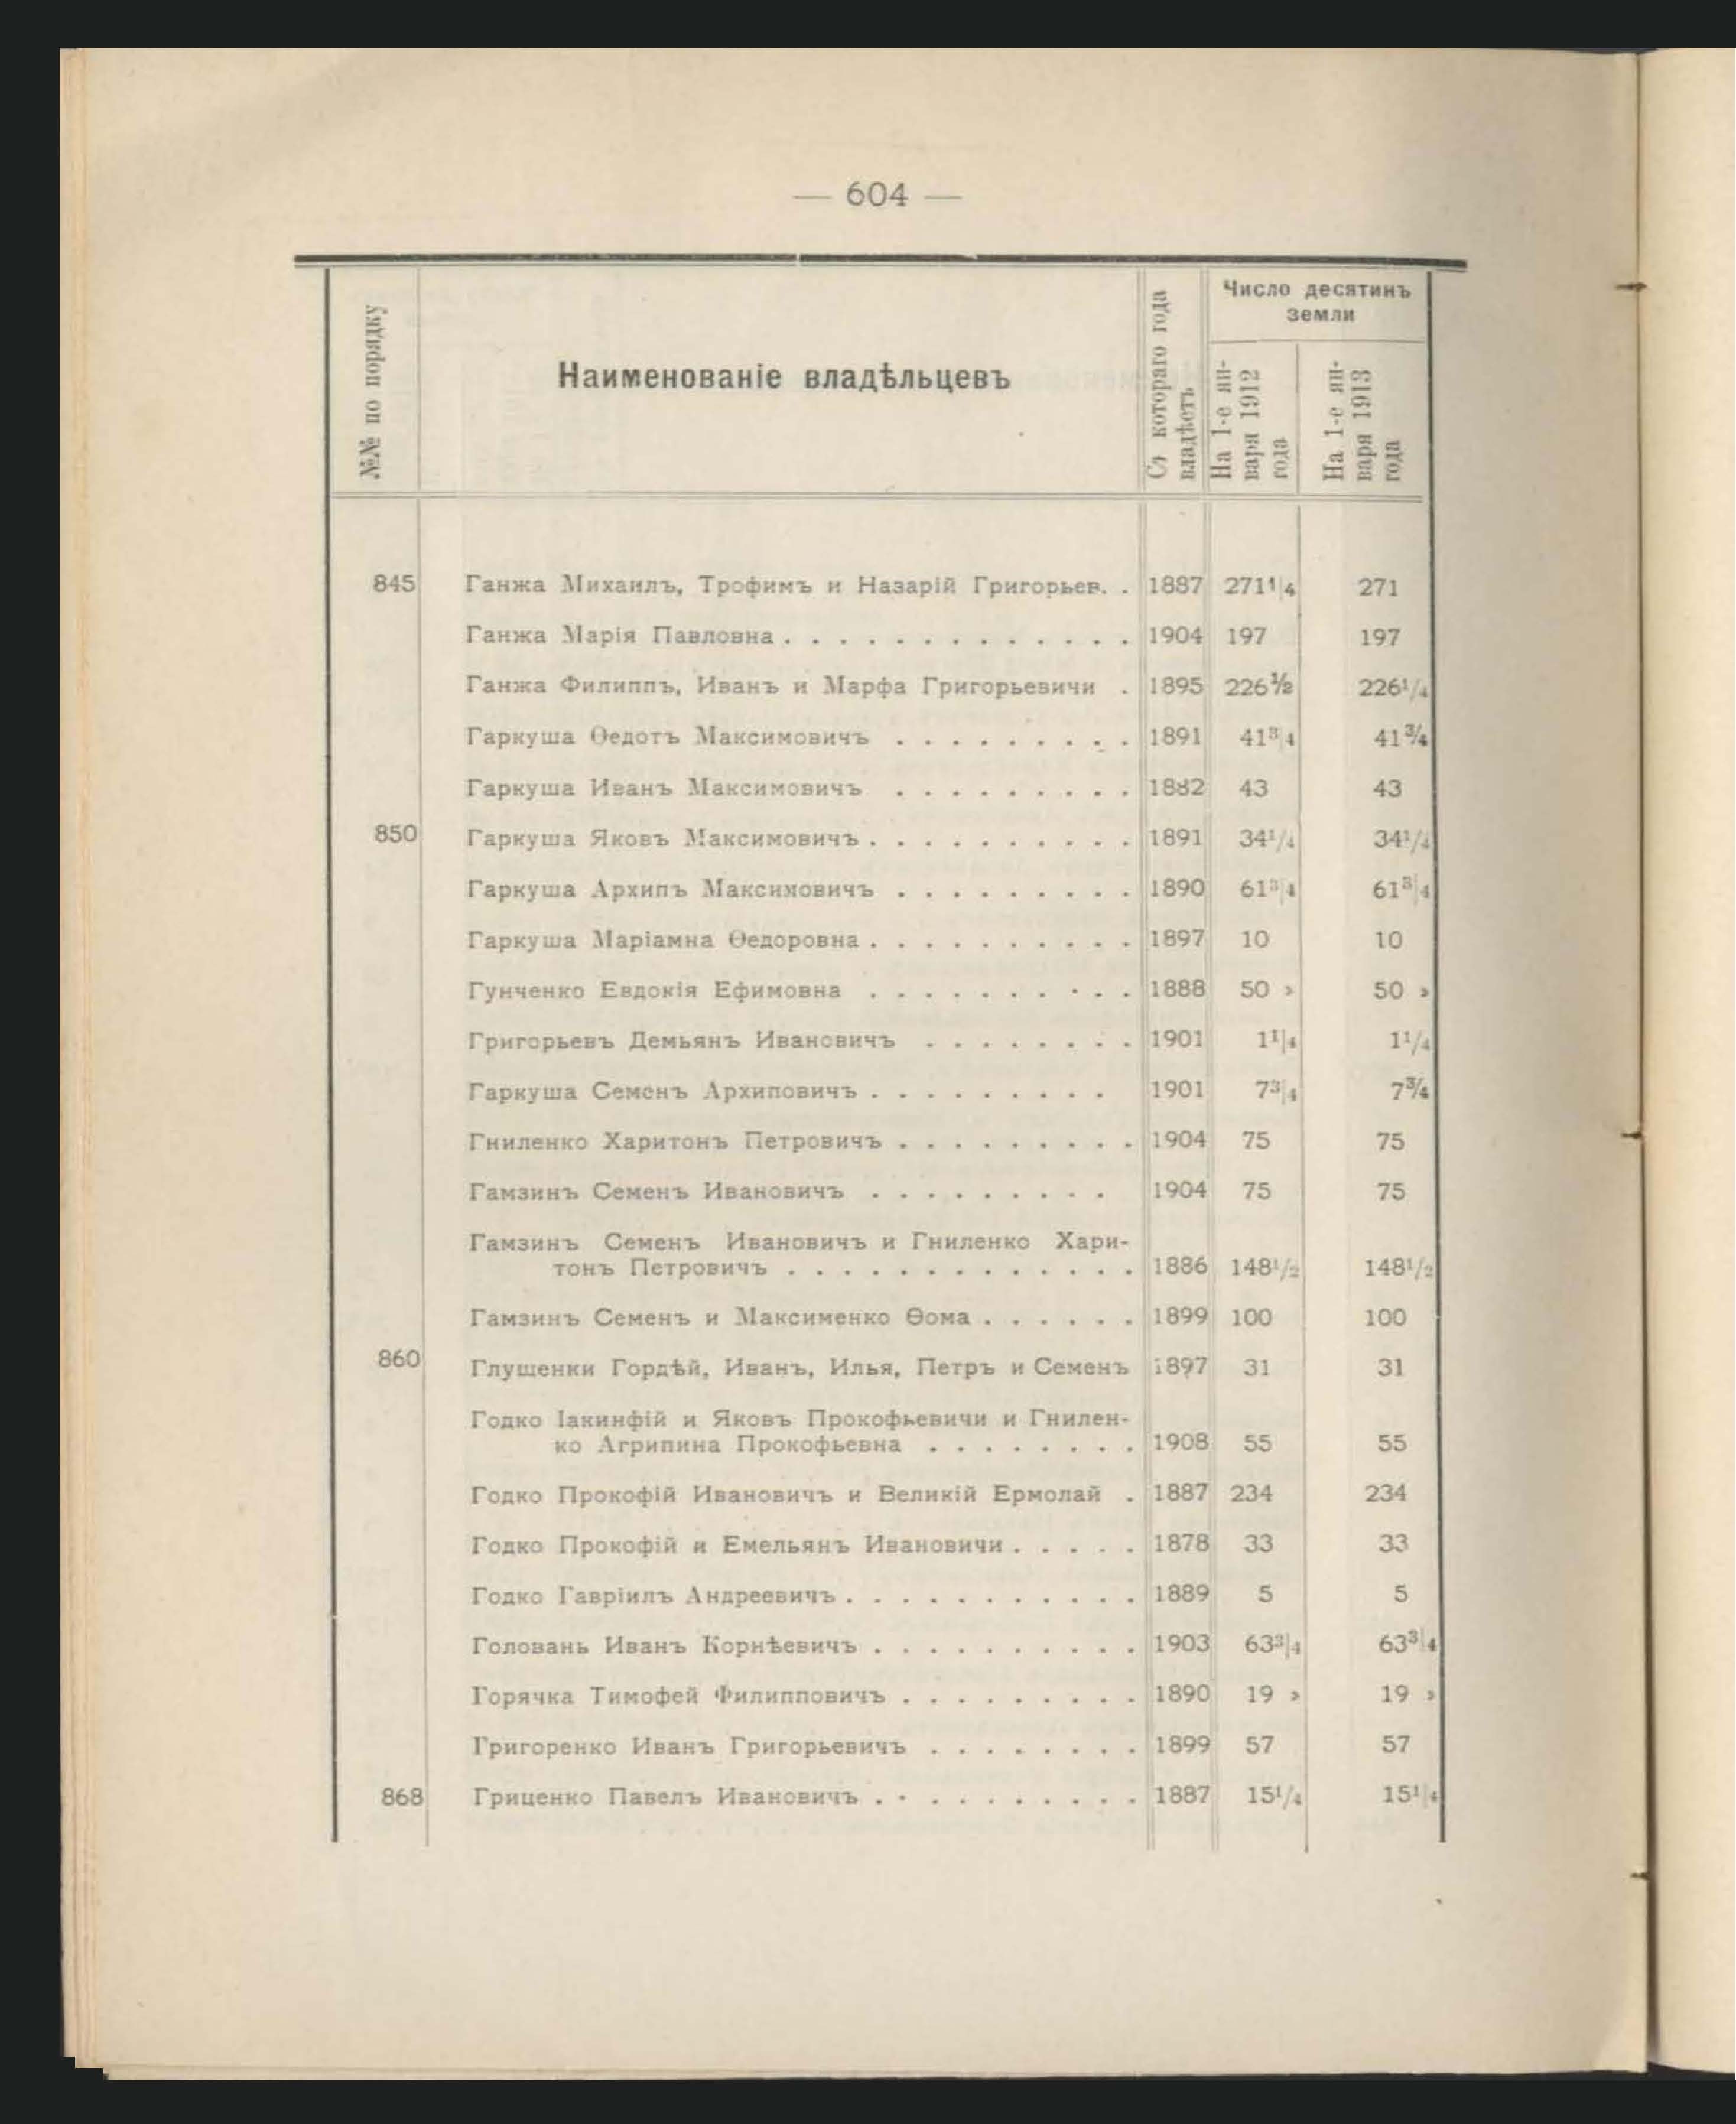 — 604 —
№№ по порядку
Наименованіе владѣльцевъ
Съ котораго года владѣетъ
Число десятинъ земли
На 1-е января 1912 года
На 1-е января 1913 года
845 Ганжа Михаилъ, Трофимъ и Назарій Григорьев. . 1887 271¼ 271
Ганжа Марія Павловна . . . . . . . . . . . . . 1904 197 197
Ганжа Филиппъ, Иванъ и Марфа Григорьевичи . 1895 226½ 226¼
Гаркуша Ѳедотъ Максимовичъ . . . . . . . . . 1891 41¾ 41¾
Гаркуша Иванъ Максимовичъ . . . . . . . . . 1882 43 43
850 Гаркуша Яковъ Максимовичъ . . . . . . . . . . 1891 34¼ 34¼
Гаркуша Архипъ Максимовичъ . . . . . . . . . 1890 61¾ 61¾
Гаркуша Маріамна Ѳедоровна . . . . . . . . . . 1897 10 10
Гунченко Евдокія Ефимовна . . . . . . . . . . 1888 50 » 50 »
Григорьевъ Демьянъ Ивановичъ . . . . . . . . 1901 1¼ 1¼
Гаркуша Семенъ Архиповичъ . . . . . . . . . 1901 7¾ 7¾
Гниленко Харитонъ Петровичъ . . . . . . . . . 1904 75 75
Гамзинъ Семенъ Ивановичъ . . . . . . . . . 1904 75 75
Гамзинъ Семенъ Ивановичъ и Гниленко Хари-
тонъ Петровичъ . . . . . . . . . . . . . 1886 148½ 148½
Гамзинъ Семенъ и Максименко Ѳома . . . . . . 1899 100 100
860 Глушенки Гордѣй, Иванъ, Илья, Петръ и Семенъ 1897 31 31
Годко Іакинфій и Яковъ Прокофьевичи и Гнилен-
ко Агрипина Прокофьевна . . . . . . . . 1908 55 55
Годко Прокофій Ивановичъ и Великій Ермолай . 1887 234 234
Годко Прокофій и Емельянъ Ивановичи . . . . . 1878 33 33
Годко Гавріилъ Андреевичъ . . . . . . . . . . . 1889 5 5
Головань Иванъ Корнѣевичъ . . . . . . . . . . 1903 63¾ 63¾
Горячка Тимофей Филипповичъ . . . . . . . . . 1890 19 » 19 »
Григоренко Иванъ Григорьевичъ . . . . . . . . 1899 57 57
868 Гриценко Павелъ Ивановичъ . . . . . . . . . . 1887 15¼ 15¼